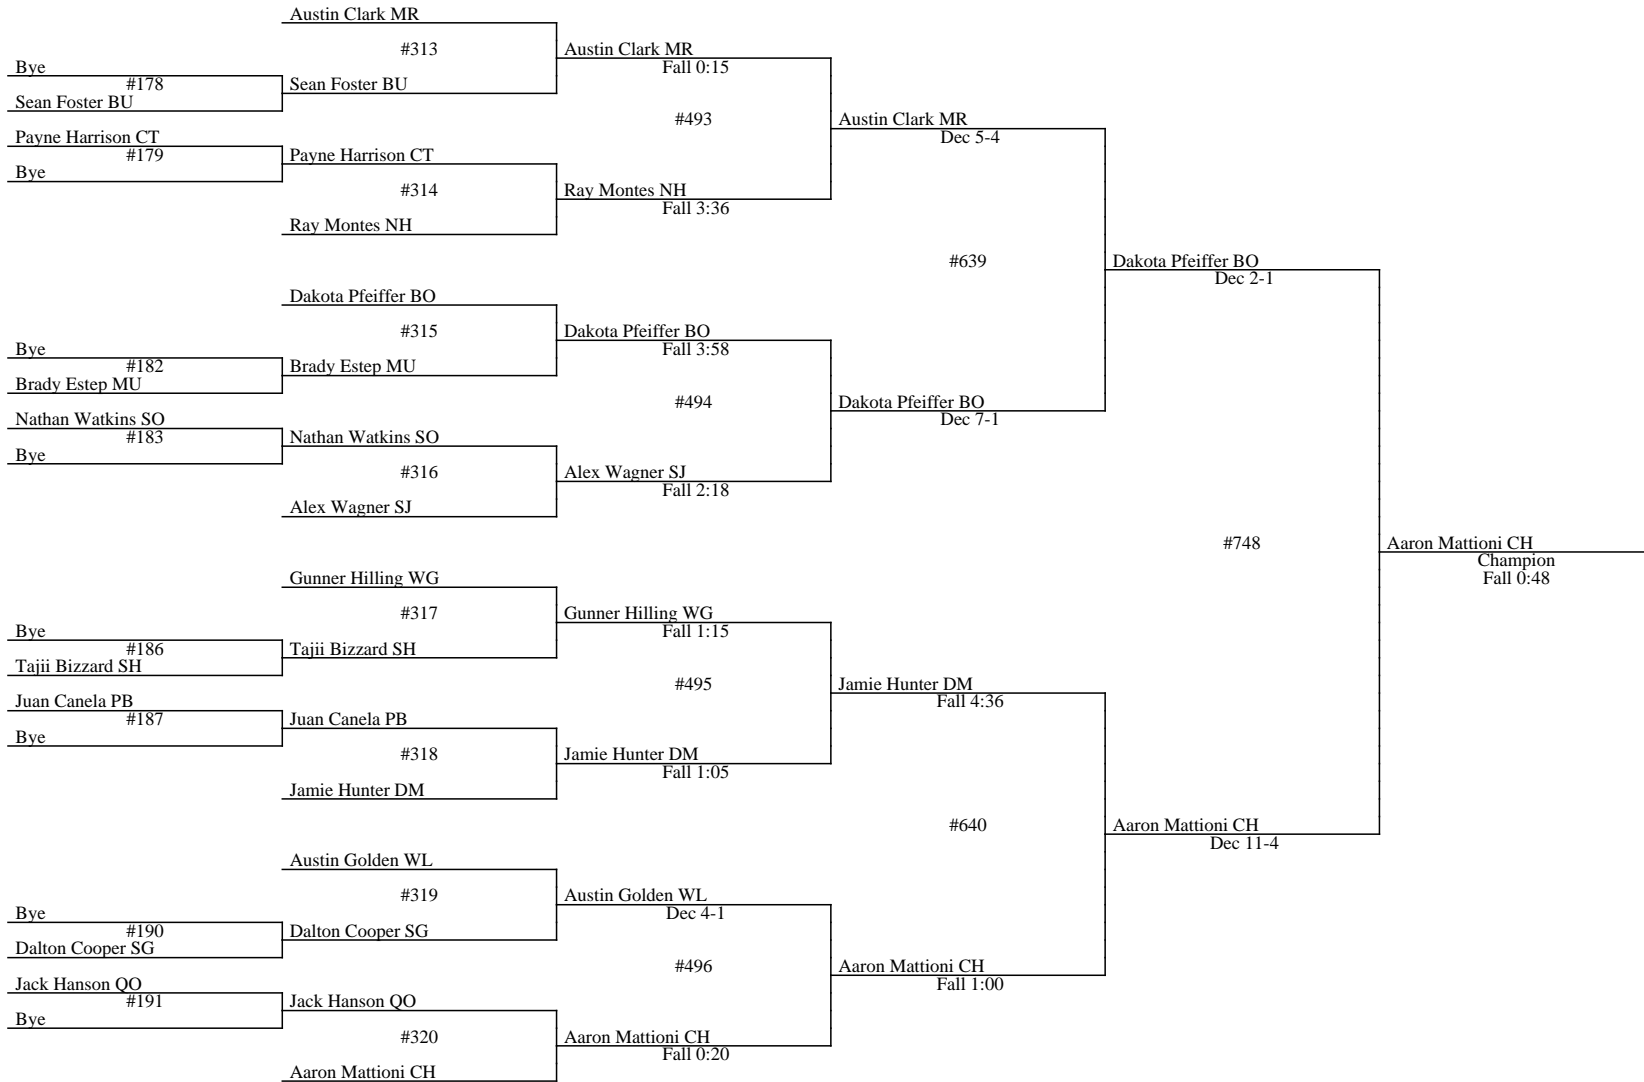 Austin Clark MR
#313
Austin Clark MR
Fall 0:15
Bye
#178
Sean Foster BU
Sean Foster BU
#493
Austin Clark MR
Dec 5-4
Payne Harrison CT
#179
Payne Harrison CT
Bye
#314
Ray Montes NH
Fall 3:36
Ray Montes NH
#639
Dakota Pfeiffer BO
Dec 2-1
Dakota Pfeiffer BO
#315
Dakota Pfeiffer BO
Fall 3:58
Bye
#182
Brady Estep MU
Brady Estep MU
#494
Dakota Pfeiffer BO
Dec 7-1
Nathan Watkins SO
#183
Nathan Watkins SO
Bye
#316
Alex Wagner SJ
Fall 2:18
Alex Wagner SJ
#748
Aaron Mattioni CH
Champion
Fall 0:48
Gunner Hilling WG
#317
Gunner Hilling WG
Fall 1:15
Bye
#186
Tajii Bizzard SH
Tajii Bizzard SH
#495
Jamie Hunter DM
Fall 4:36
Juan Canela PB
#187
Juan Canela PB
Bye
#318
Jamie Hunter DM
Fall 1:05
Jamie Hunter DM
#640
Aaron Mattioni CH
Dec 11-4
Austin Golden WL
#319
Austin Golden WL
Dec 4-1
Bye
#190
Dalton Cooper SG
Dalton Cooper SG
#496
Aaron Mattioni CH
Fall 1:00
Jack Hanson QO
#191
Jack Hanson QO
Bye
#320
Aaron Mattioni CH
Fall 0:20
Aaron Mattioni CH